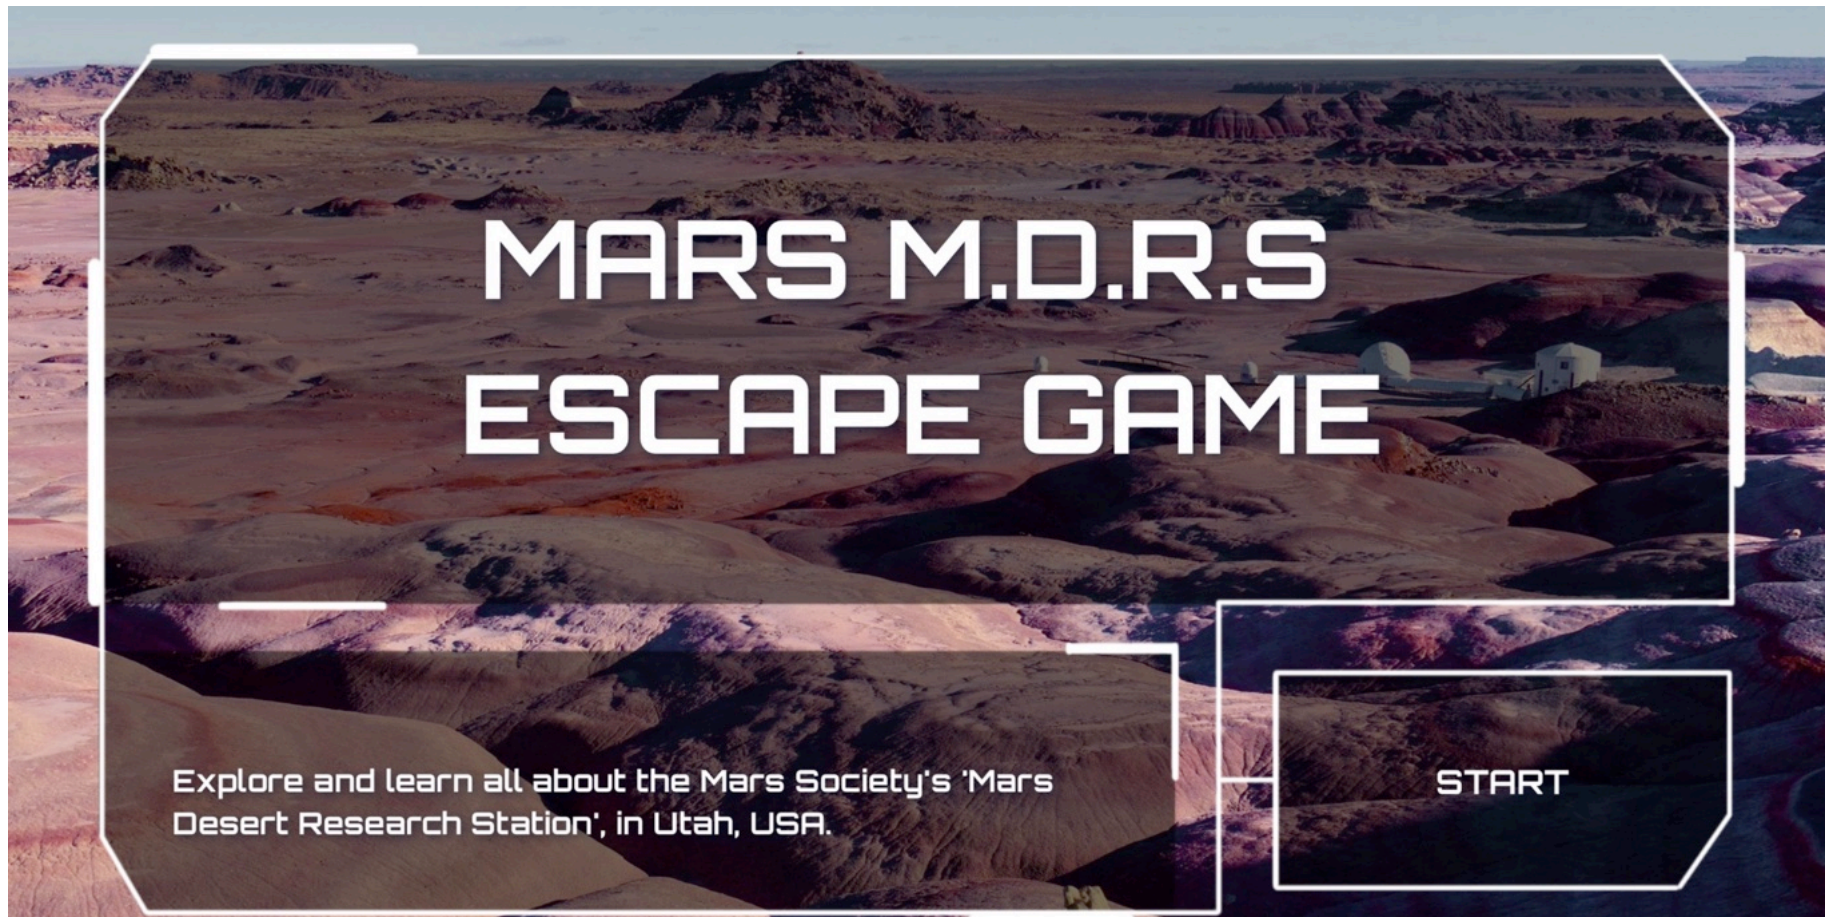 MARS M.D.R.S
ESCAPE GAME
Explore and learn all about the Mars Society's 'Mars
Desert Research Station', in Utah, USA.
START